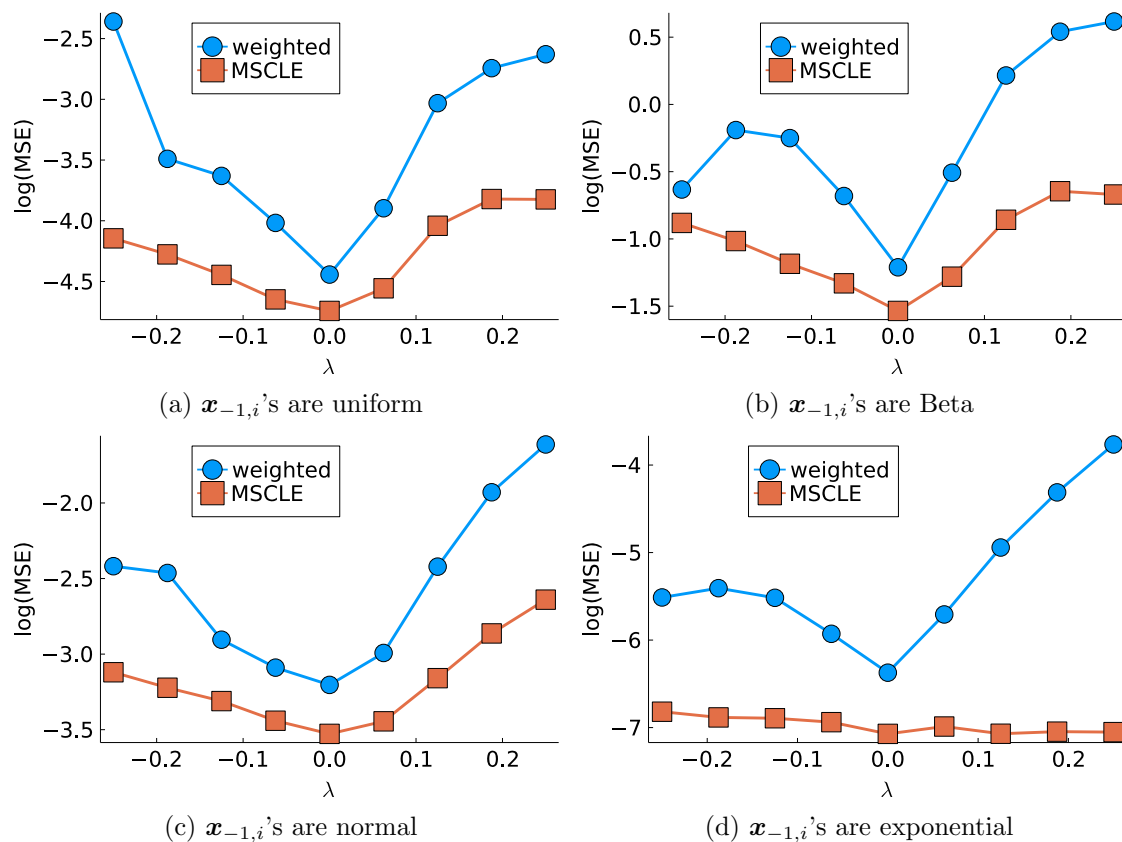 log(MSE)
−2.5
−3.0
−3.5
−4.0
−4.5
weighted
MSCLE
−0.2 −0.1 0.0 0.1 0.2
λ
(a) x₋₁,ᵢ's are uniform
log(MSE)
0.5
0.0
−0.5
−1.0
−1.5
weighted
MSCLE
−0.2 −0.1 0.0 0.1 0.2
λ
(b) x₋₁,ᵢ's are Beta
log(MSE)
−2.0
−2.5
−3.0
−3.5
weighted
MSCLE
−0.2 −0.1 0.0 0.1 0.2
λ
(c) x₋₁,ᵢ's are normal
log(MSE)
−4
−5
−6
−7
weighted
MSCLE
−0.2 −0.1 0.0 0.1 0.2
λ
(d) x₋₁,ᵢ's are exponential